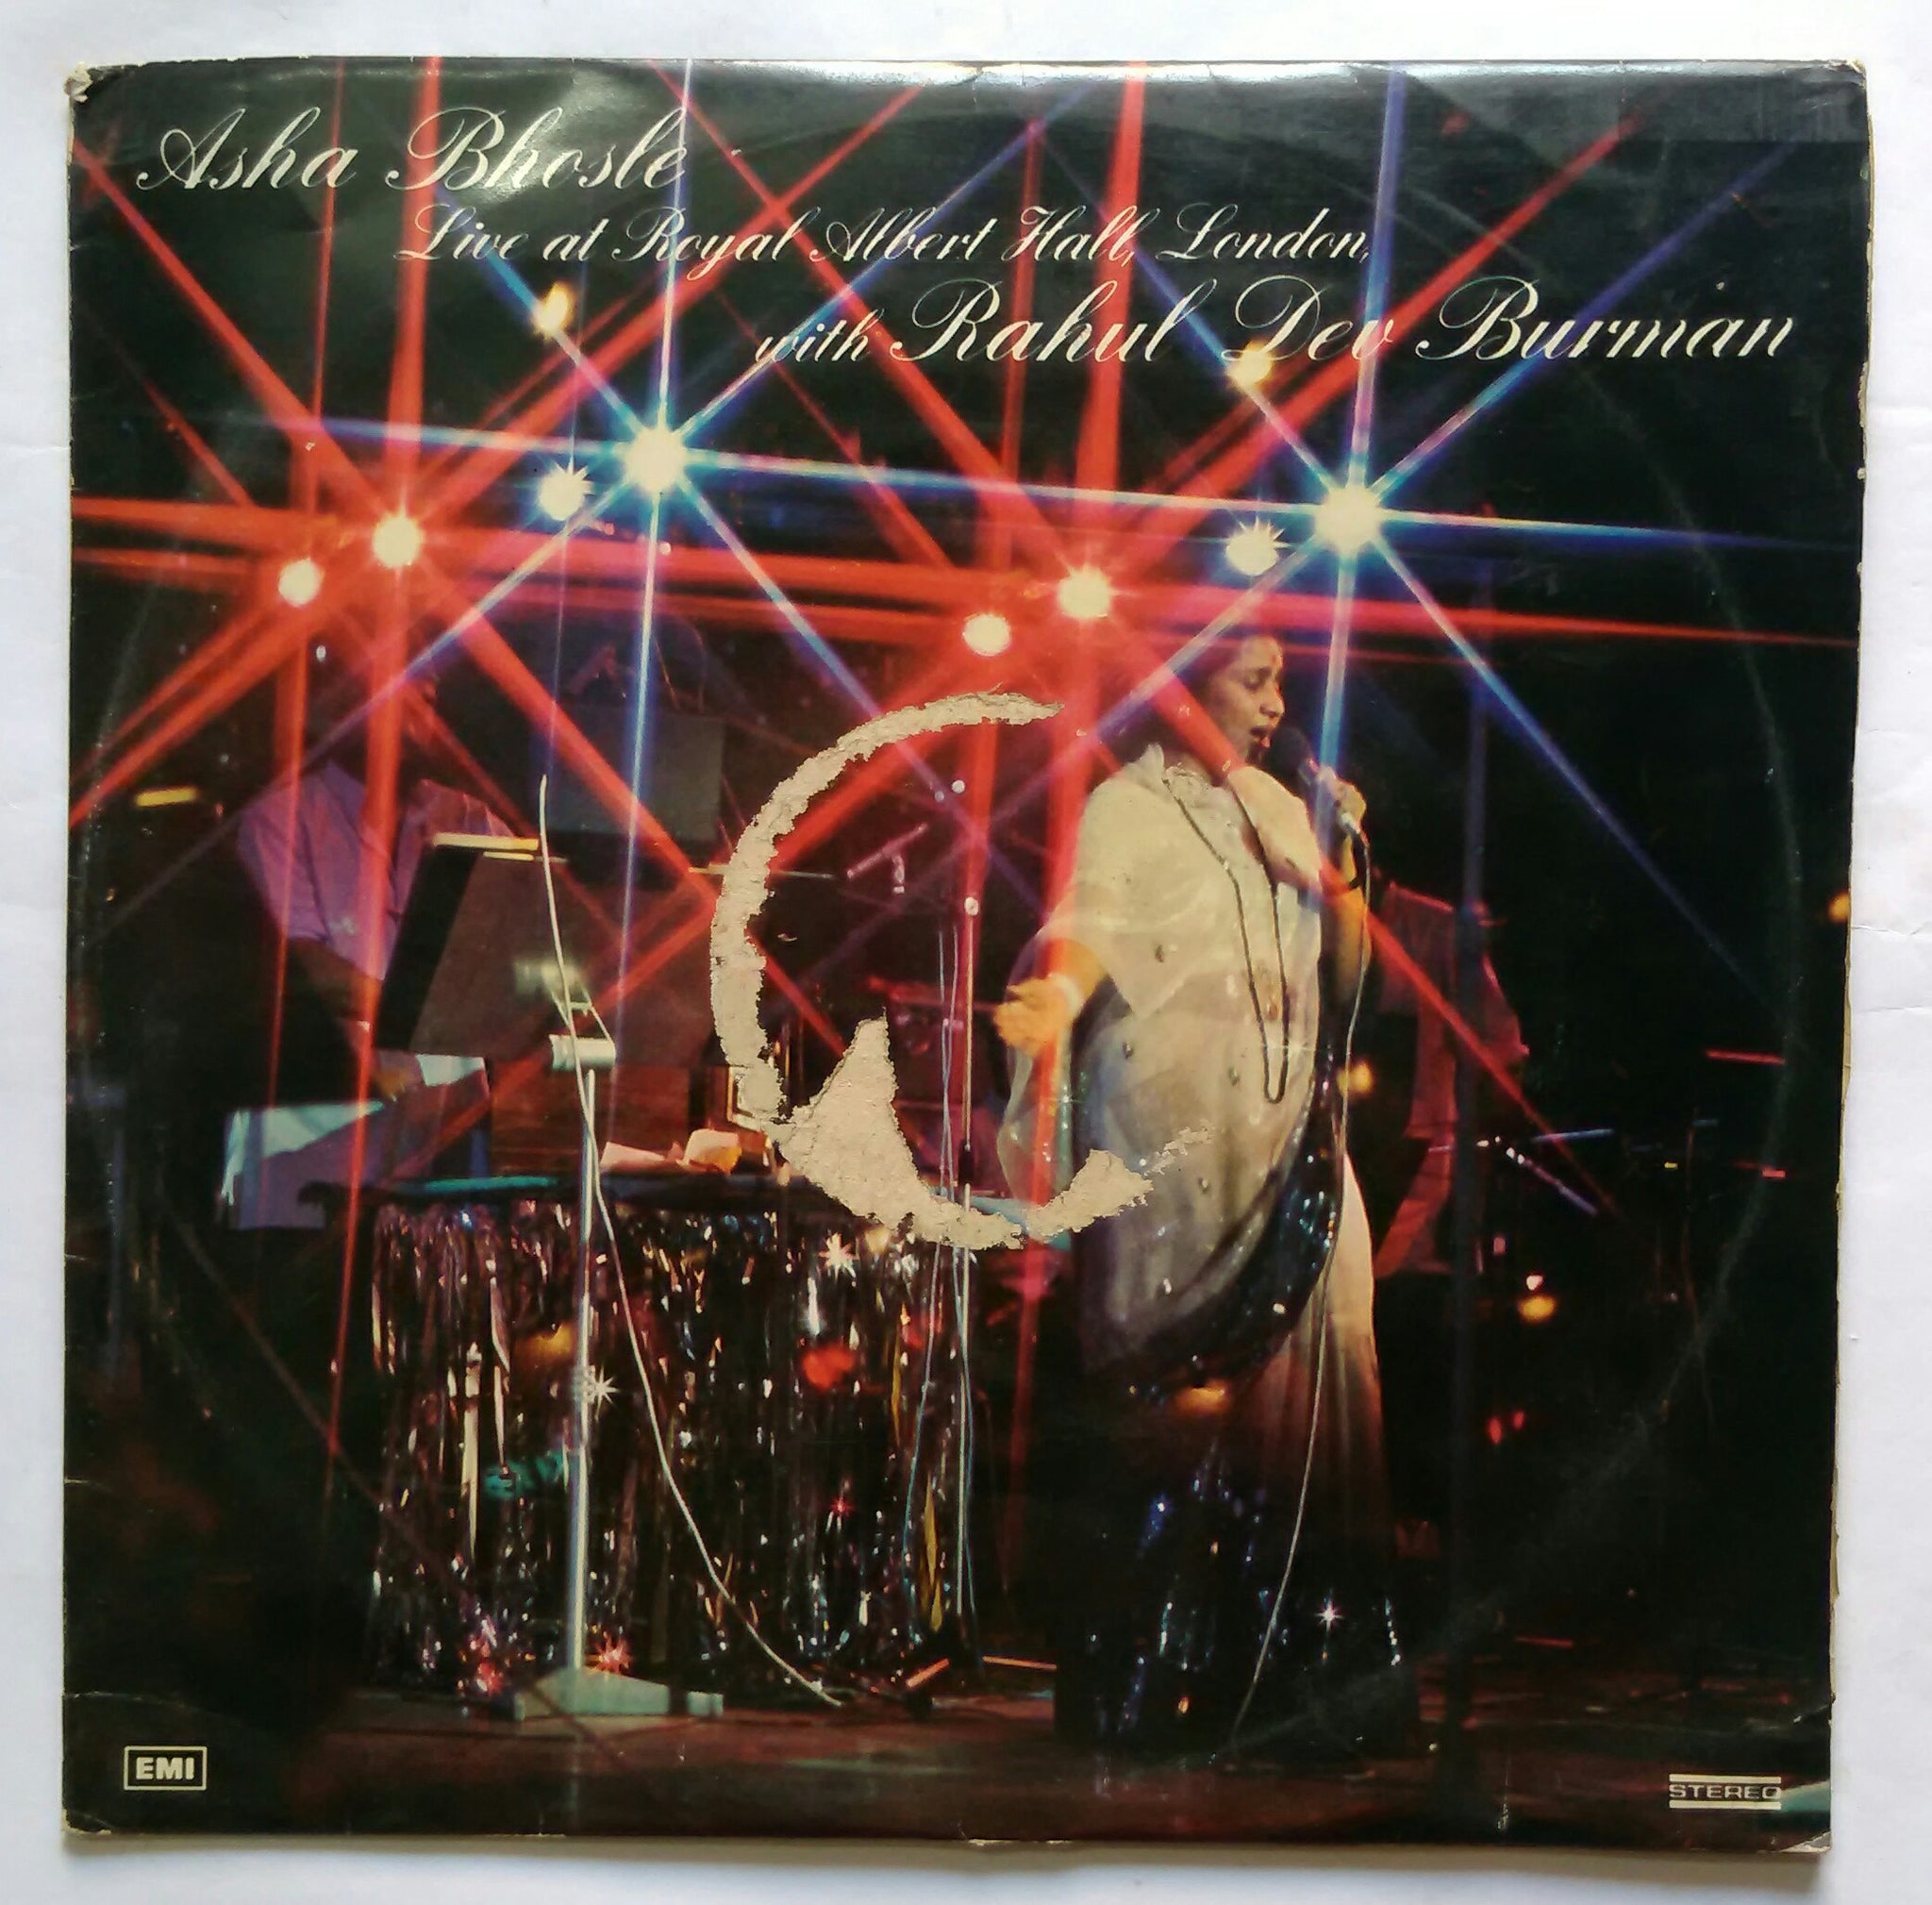 Asha Bhosle
Live at Royal Albert Hall, London,
with Rahul Dev Burman
EMI
STEREO